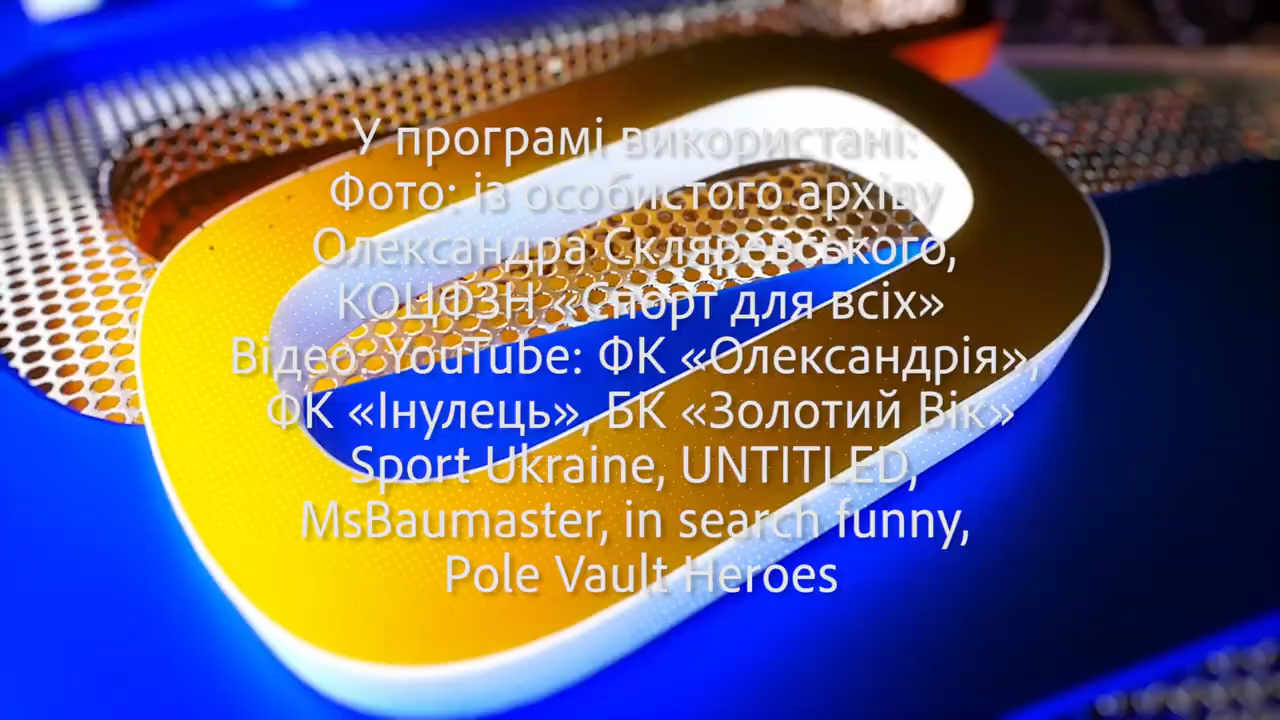 У програмі використані:
Фото: із особистого архіву
Олександра Скляревського,
КОЦФЗН «Спорт для всіх»
Відео: YouTube: ФК «Олександрія»,
ФК «Інулець», БК «Золотий Вік»
Sport Ukraine, UNTITLED,
MsBaumaster, in search funny,
Pole Vault Heroes